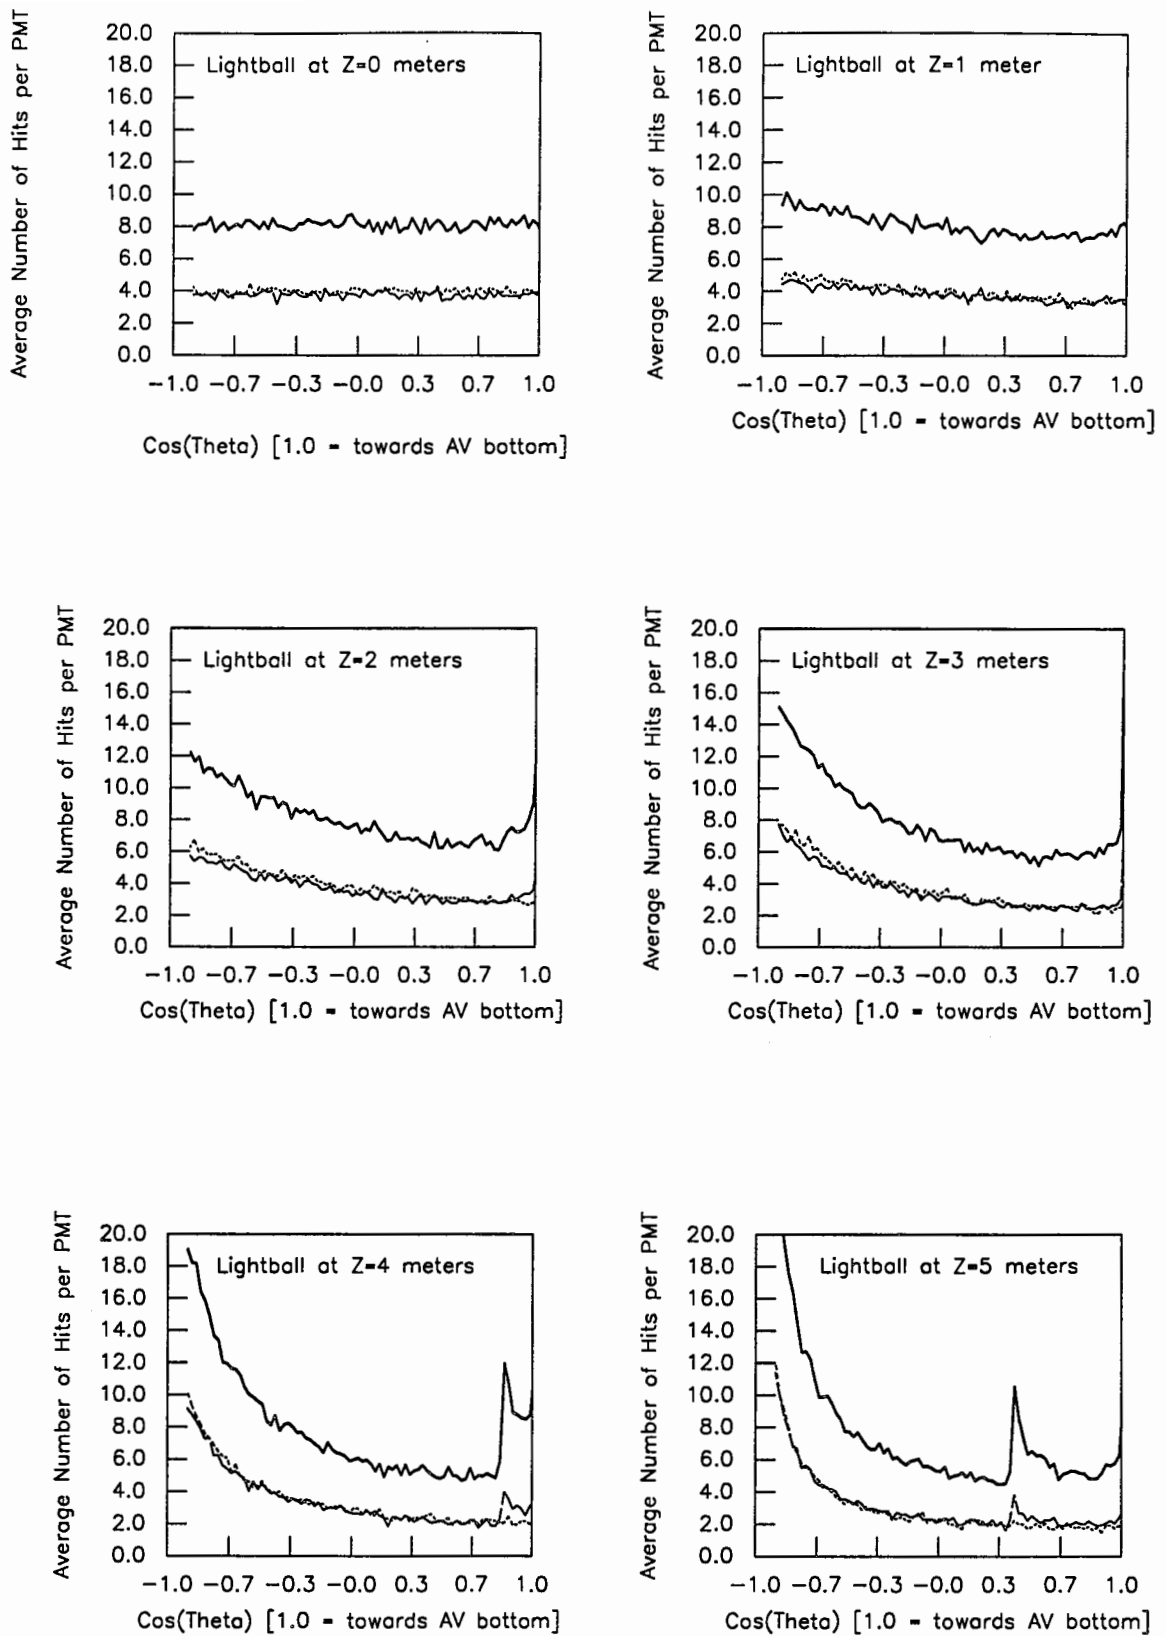 Average Number of Hits per PMT
20.0
18.0
16.0
14.0
12.0
10.0
8.0
6.0
4.0
2.0
0.0
Lightball at Z=0 meters
-1.0 -0.7 -0.3 -0.0 0.3 0.7 1.0
Cos(Theta) [1.0 = towards AV bottom]
Average Number of Hits per PMT
20.0
18.0
16.0
14.0
12.0
10.0
8.0
6.0
4.0
2.0
0.0
Lightball at Z=1 meter
-1.0 -0.7 -0.3 -0.0 0.3 0.7 1.0
Cos(Theta) [1.0 = towards AV bottom]
Average Number of Hits per PMT
20.0
18.0
16.0
14.0
12.0
10.0
8.0
6.0
4.0
2.0
0.0
Lightball at Z=2 meters
-1.0 -0.7 -0.3 -0.0 0.3 0.7 1.0
Cos(Theta) [1.0 = towards AV bottom]
Average Number of Hits per PMT
20.0
18.0
16.0
14.0
12.0
10.0
8.0
6.0
4.0
2.0
0.0
Lightball at Z=3 meters
-1.0 -0.7 -0.3 -0.0 0.3 0.7 1.0
Cos(Theta) [1.0 = towards AV bottom]
Average Number of Hits per PMT
20.0
18.0
16.0
14.0
12.0
10.0
8.0
6.0
4.0
2.0
0.0
Lightball at Z=4 meters
-1.0 -0.7 -0.3 -0.0 0.3 0.7 1.0
Cos(Theta) [1.0 = towards AV bottom]
Average Number of Hits per PMT
20.0
18.0
16.0
14.0
12.0
10.0
8.0
6.0
4.0
2.0
0.0
Lightball at Z=5 meters
-1.0 -0.7 -0.3 -0.0 0.3 0.7 1.0
Cos(Theta) [1.0 = towards AV bottom]